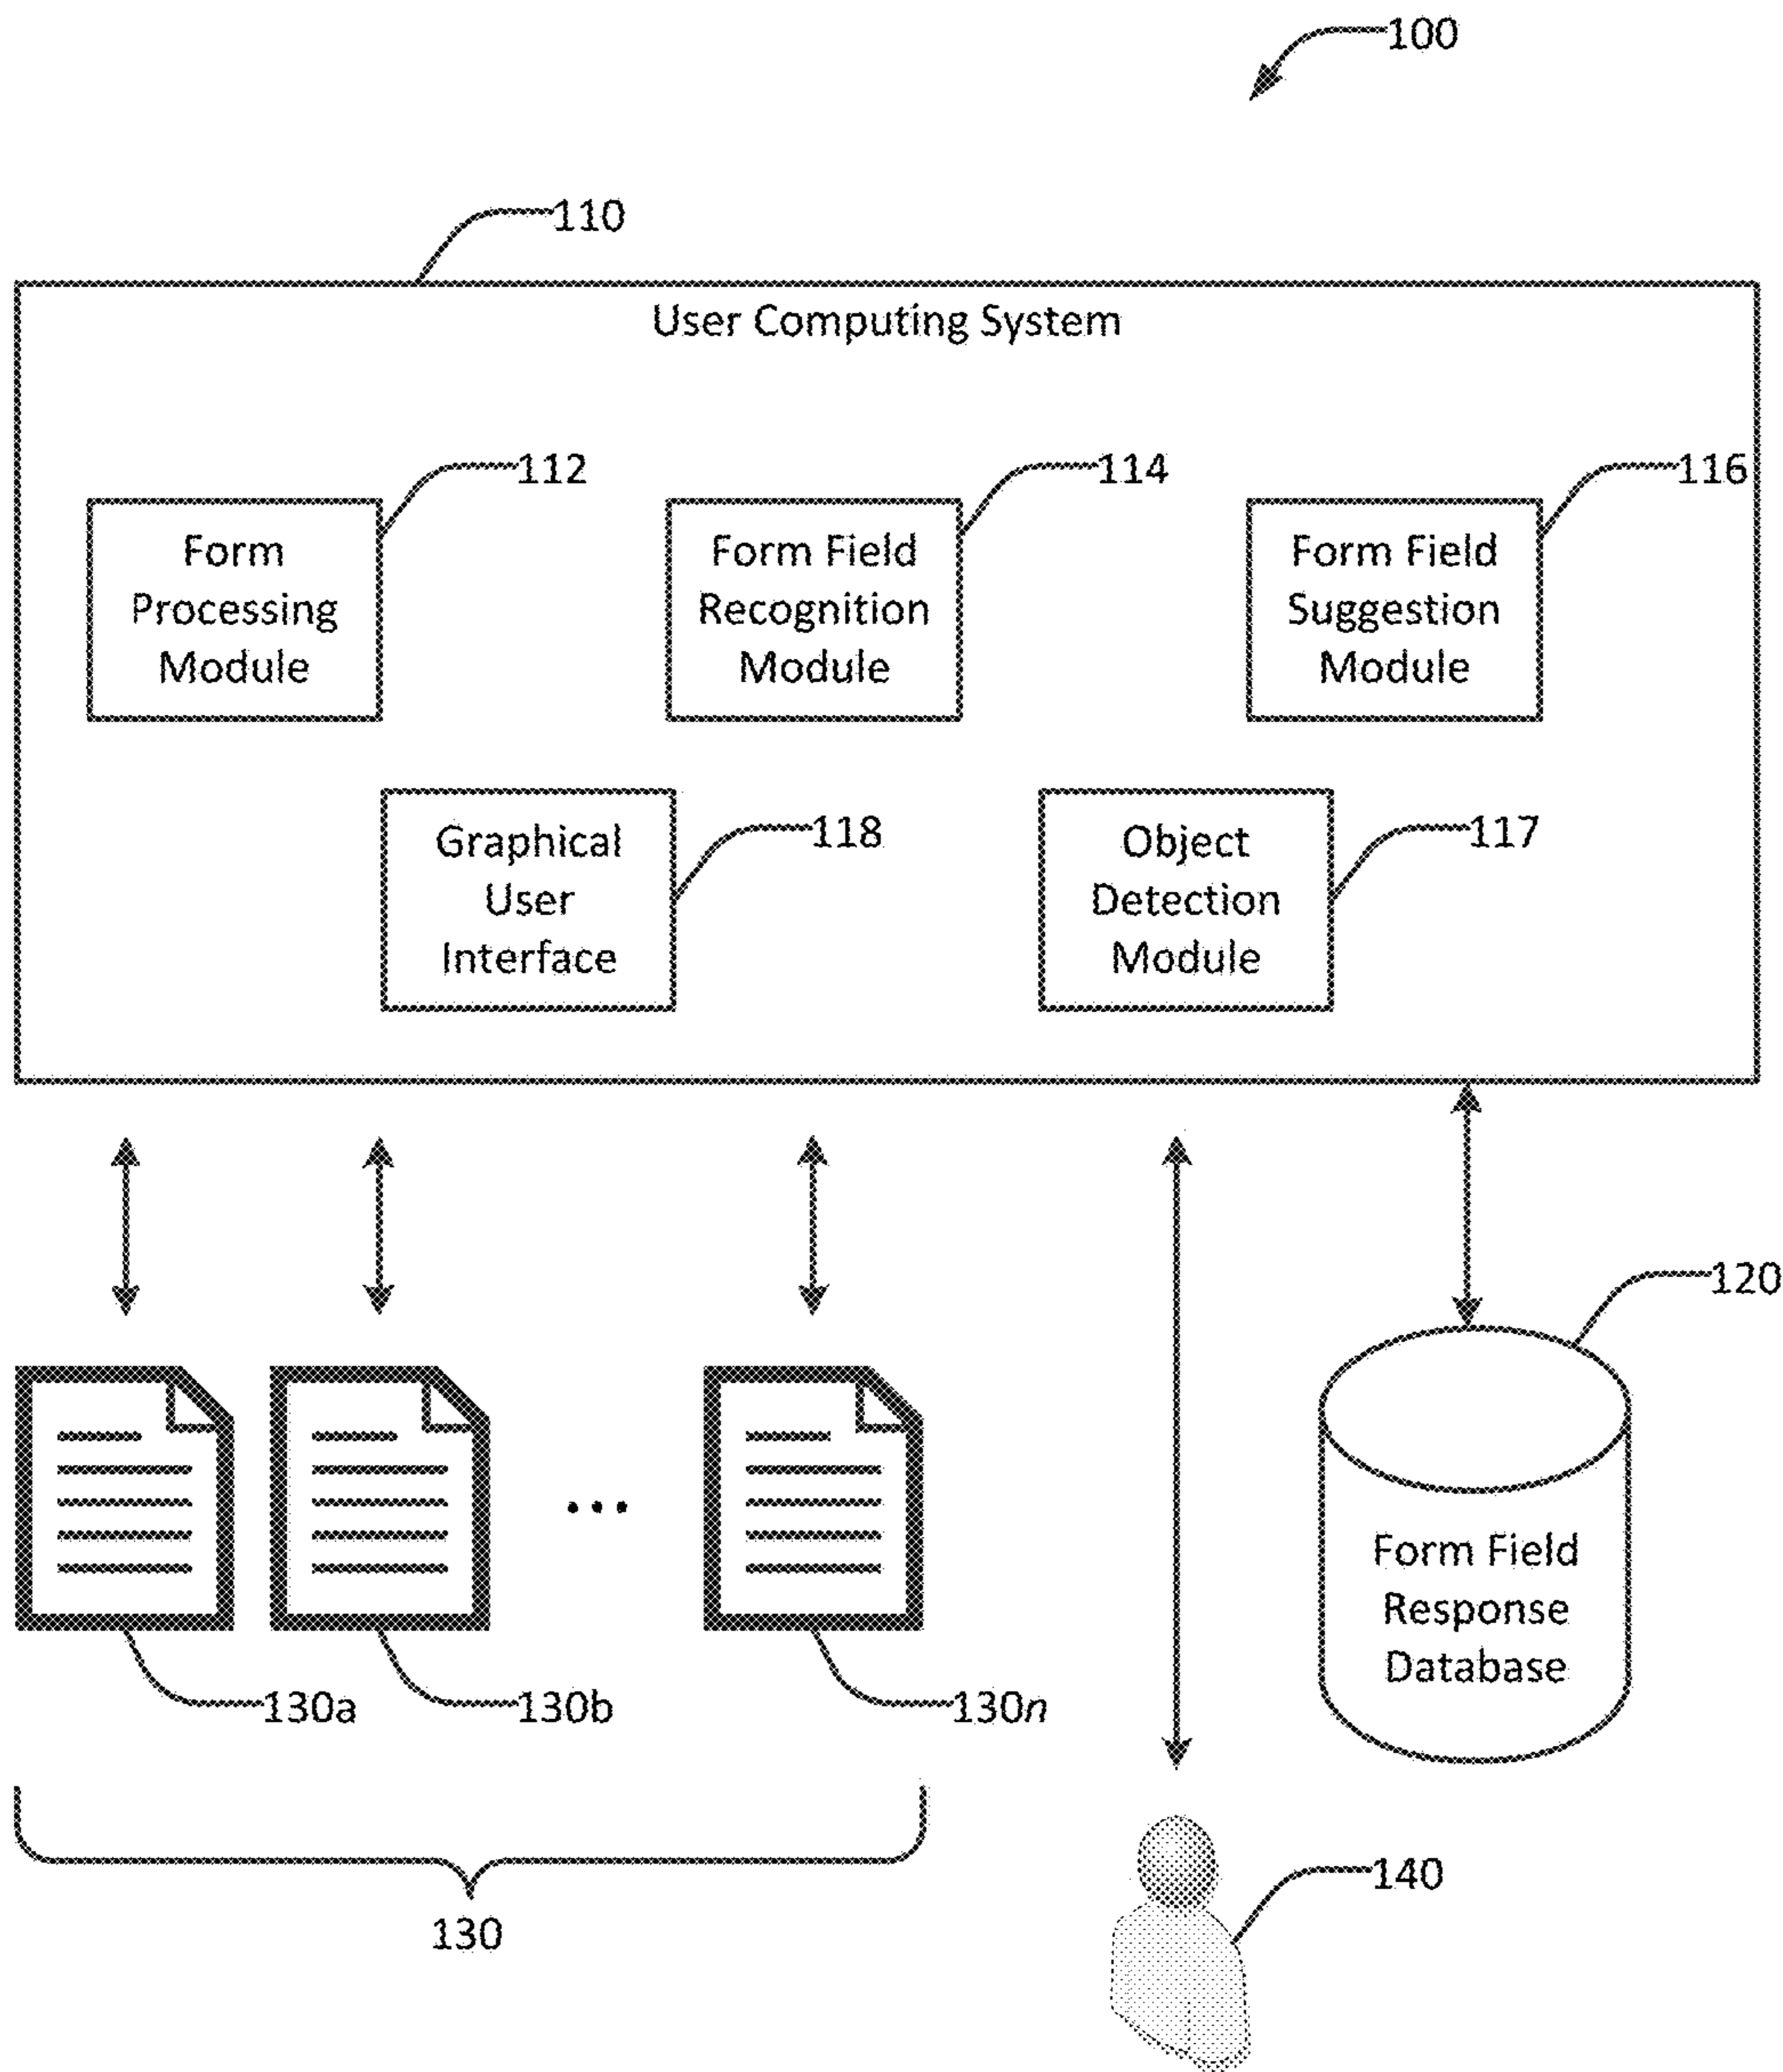 100
110
User Computing System
112
114
116
Form
Processing
Module
Form Field
Recognition
Module
Form Field
Suggestion
Module
118
117
Graphical
User
Interface
Object
Detection
Module
120
...
Form Field
Response
Database
130a
130b
130n
140
130